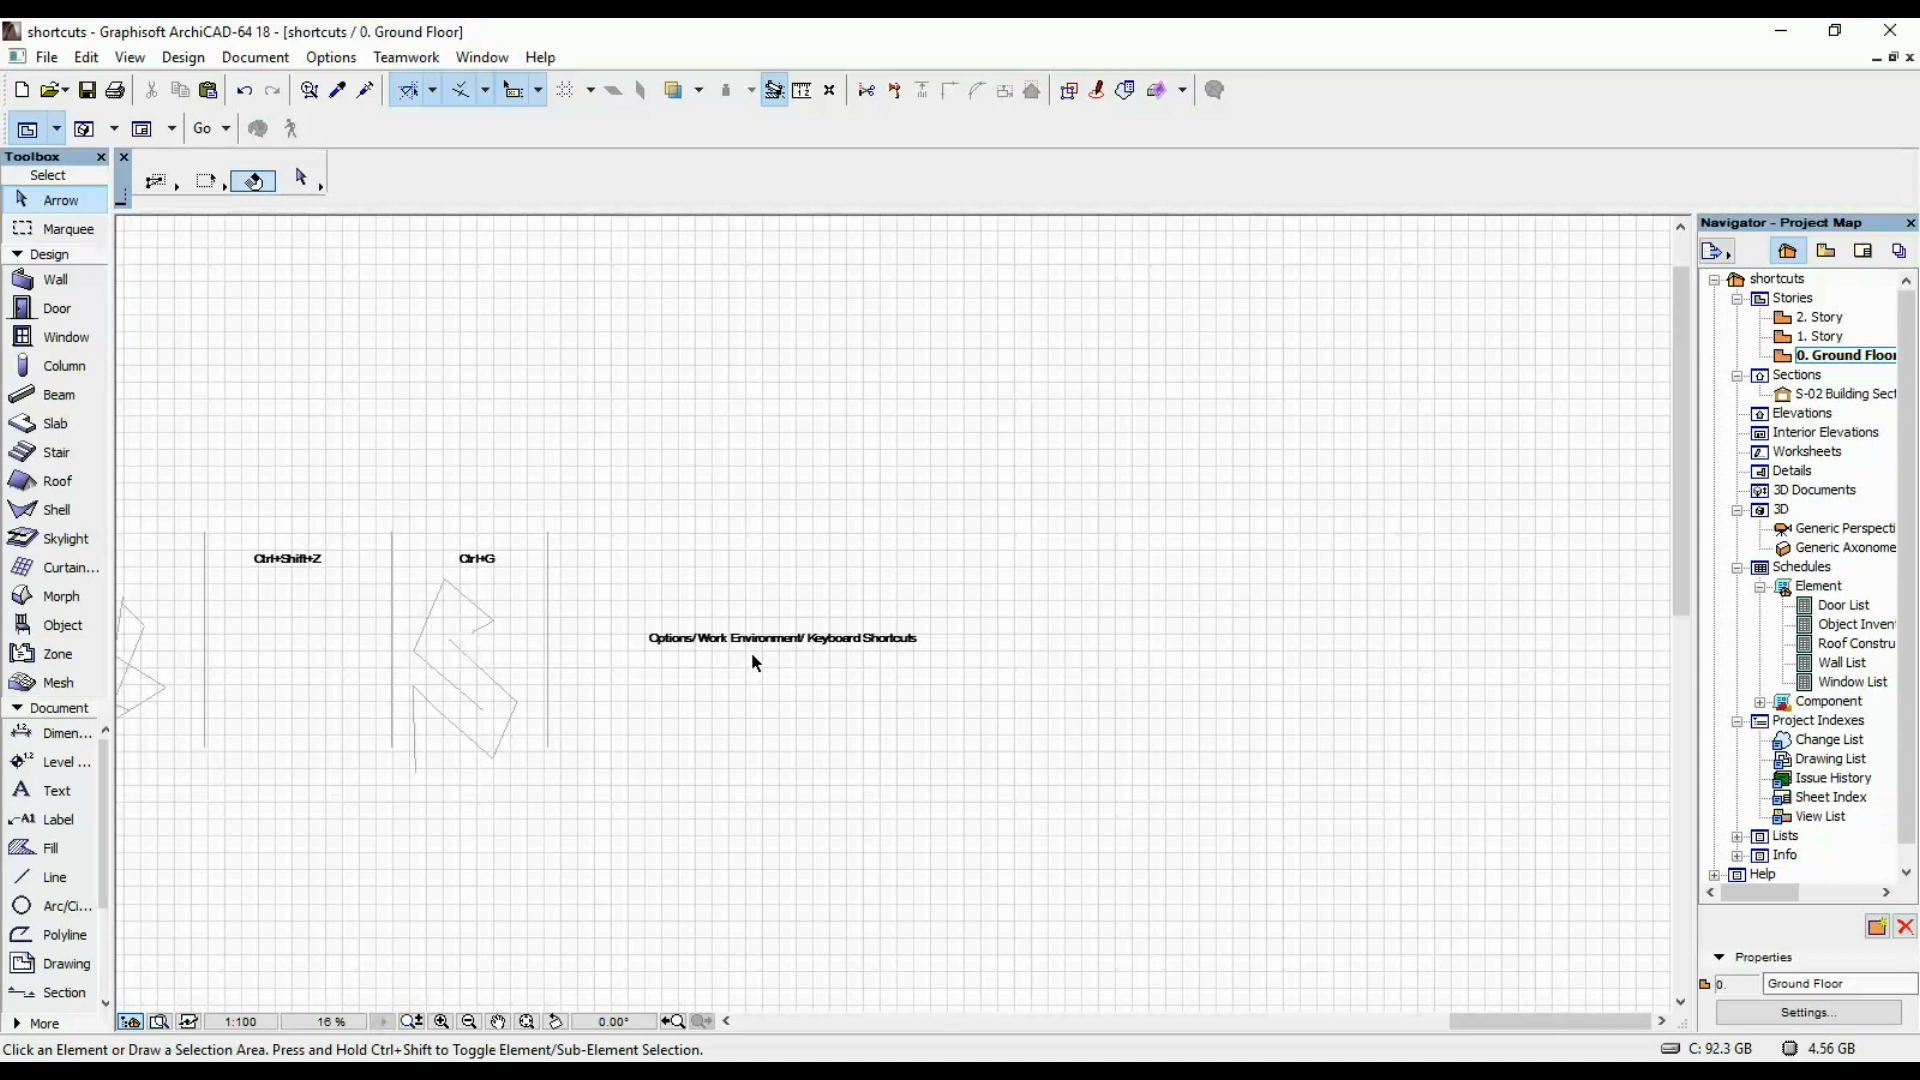 shortcuts - Graphisoft ArchiCAD-64 18 - [shortcuts / 0. Ground Floor]
File Edit View Design Document Options Teamwork Window Help
Go
Toolbox
Select
Arrow
Marquee
Design
Wall
Door
Window
Column
Beam
Slab
Stair
Roof
Shell
Skylight
Curtain...
Morph
Object
Zone
Mesh
Document
Dimen...
Level ...
Text
Label
Fill
Line
Arc/Ci...
Polyline
Drawing
Section
More
Ctrl+Shift+Z
Ctrl+G
Options/ Work Environment/ Keyboard Shortcuts
Navigator - Project Map
shortcuts
Stories
2. Story
1. Story
0. Ground Floor
Sections
S-02 Building Sect
Elevations
Interior Elevations
Worksheets
Details
3D Documents
3D
Generic Perspecti
Generic Axonome
Schedules
Element
Door List
Object Inven
Roof Constru
Wall List
Window List
Component
Project Indexes
Change List
Drawing List
Issue History
Sheet Index
View List
Lists
Info
Help
Properties
0. Ground Floor
Settings...
1:100 16 % 0.00°
Click an Element or Draw a Selection Area. Press and Hold Ctrl+Shift to Toggle Element/Sub-Element Selection.
C: 92.3 GB 4.56 GB